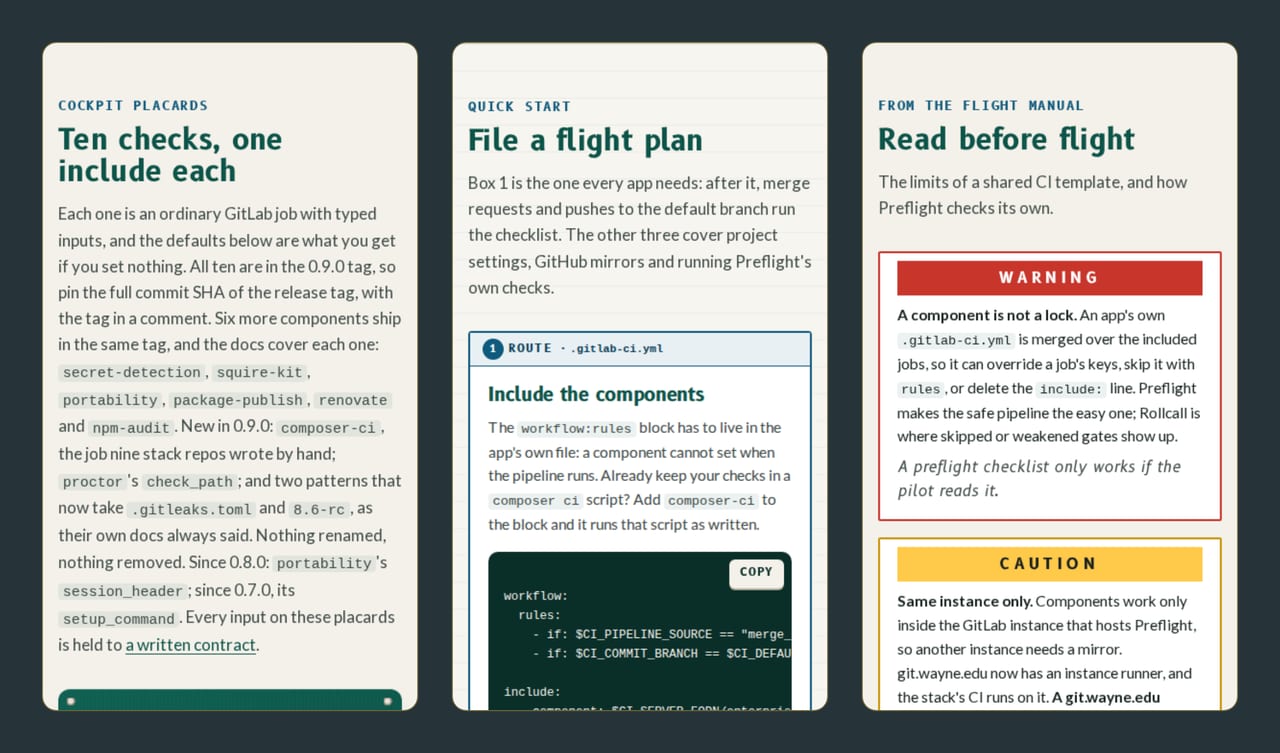 COCKPIT PLACARDS
Ten checks, one
include each
Each one is an ordinary GitLab job with typed
inputs, and the defaults below are what you get
if you set nothing. All ten are in the 0.9.0 tag, so
pin the full commit SHA of the release tag, with
the tag in a comment. Six more components ship
in the same tag, and the docs cover each one:
secret-detection, squire-kit,
portability, package-publish, renovate
and npm-audit. New in 0.9.0: composer-ci,
the job nine stack repos wrote by hand;
proctor's check_path; and two patterns that
now take .gitleaks.toml and 8.6-rc, as
their own docs always said. Nothing renamed,
nothing removed. Since 0.8.0: portability's
session_header; since 0.7.0, its
setup_command. Every input on these placards
is held to a written contract.
QUICK START
File a flight plan
Box 1 is the one every app needs: after it, merge
requests and pushes to the default branch run
the checklist. The other three cover project
settings, GitHub mirrors and running Preflight's
own checks.
1 ROUTE · .gitlab-ci.yml
Include the components
The workflow:rules block has to live in the
app's own file: a component cannot set when
the pipeline runs. Already keep your checks in a
composer ci script? Add composer-ci to
the block and it runs that script as written.
COPY
workflow:
rules:
- if: $CI_PIPELINE_SOURCE == "merge_
- if: $CI_COMMIT_BRANCH == $CI_DEFAU
include:
component: $CI_SERVER_FQDN/enterpris
FROM THE FLIGHT MANUAL
Read before flight
The limits of a shared CI template, and how
Preflight checks its own.
WARNING
A component is not a lock. An app's own
.gitlab-ci.yml is merged over the included
jobs, so it can override a job's keys, skip it with
rules, or delete the include: line. Preflight
makes the safe pipeline the easy one; Rollcall is
where skipped or weakened gates show up.
A preflight checklist only works if the
pilot reads it.
CAUTION
Same instance only. Components work only
inside the GitLab instance that hosts Preflight,
so another instance needs a mirror.
git.wayne.edu now has an instance runner, and
the stack's CI runs on it. A git.wayne.edu